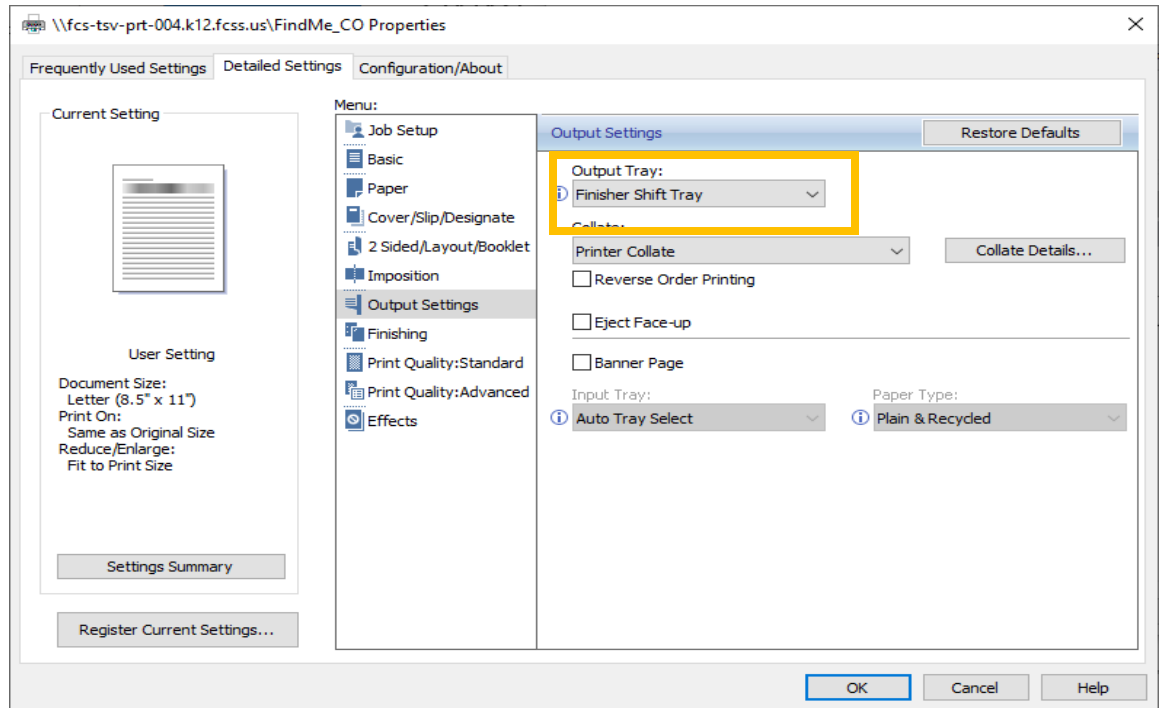 \\fcs-tsv-prt-004.k12.fcss.us\FindMe_CO Properties
Frequently Used Settings Detailed Settings Configuration/About
Current Setting
User Setting
Document Size:
Letter (8.5" x 11")
Print On:
Same as Original Size
Reduce/Enlarge:
Fit to Print Size
Settings Summary
Register Current Settings...
Menu:
Job Setup
Basic
Paper
Cover/Slip/Designate
2 Sided/Layout/Booklet
Imposition
Output Settings
Finishing
Print Quality:Standard
Print Quality:Advanced
Effects
Output Settings Restore Defaults
Output Tray:
Finisher Shift Tray
Collate:
Printer Collate Collate Details...
Reverse Order Printing
Eject Face-up
Banner Page
Input Tray: Paper Type:
Auto Tray Select Plain & Recycled
OK Cancel Help